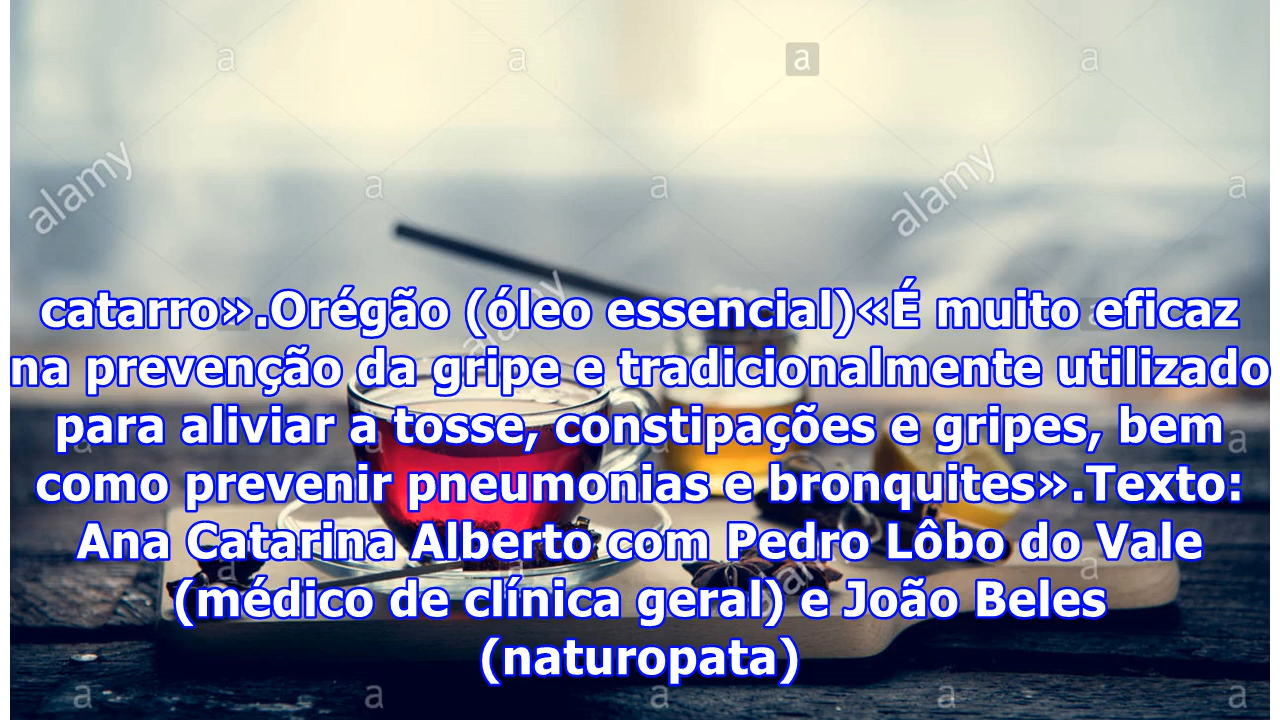 a a a a
alamy alamy
a a a
alamy
catarro».Orégão (óleo essencial)«É muito eficaz
na prevenção da gripe e tradicionalmente utilizado
para aliviar a tosse, constipações e gripes, bem
como prevenir pneumonias e bronquites».Texto:
Ana Catarina Alberto com Pedro Lôbo do Vale
(médico de clínica geral) e João Beles
(naturopata)
a a a a a